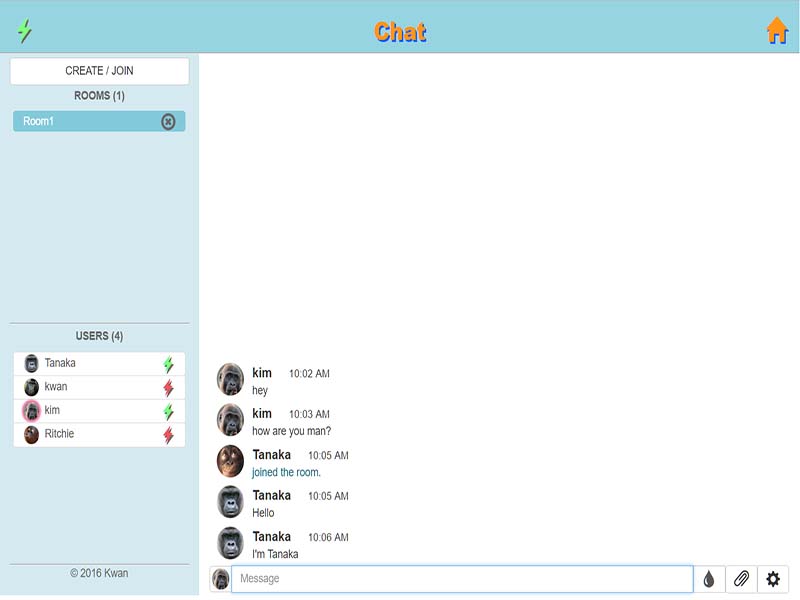 Chat
CREATE / JOIN
ROOMS (1)
Room1
USERS (4)
Tanaka
kwan
kim
Ritchie
© 2016 Kwan
kim 10:02 AM
hey
kim 10:03 AM
how are you man?
Tanaka 10:05 AM
joined the room.
Tanaka 10:05 AM
Hello
Tanaka 10:06 AM
I'm Tanaka
Message